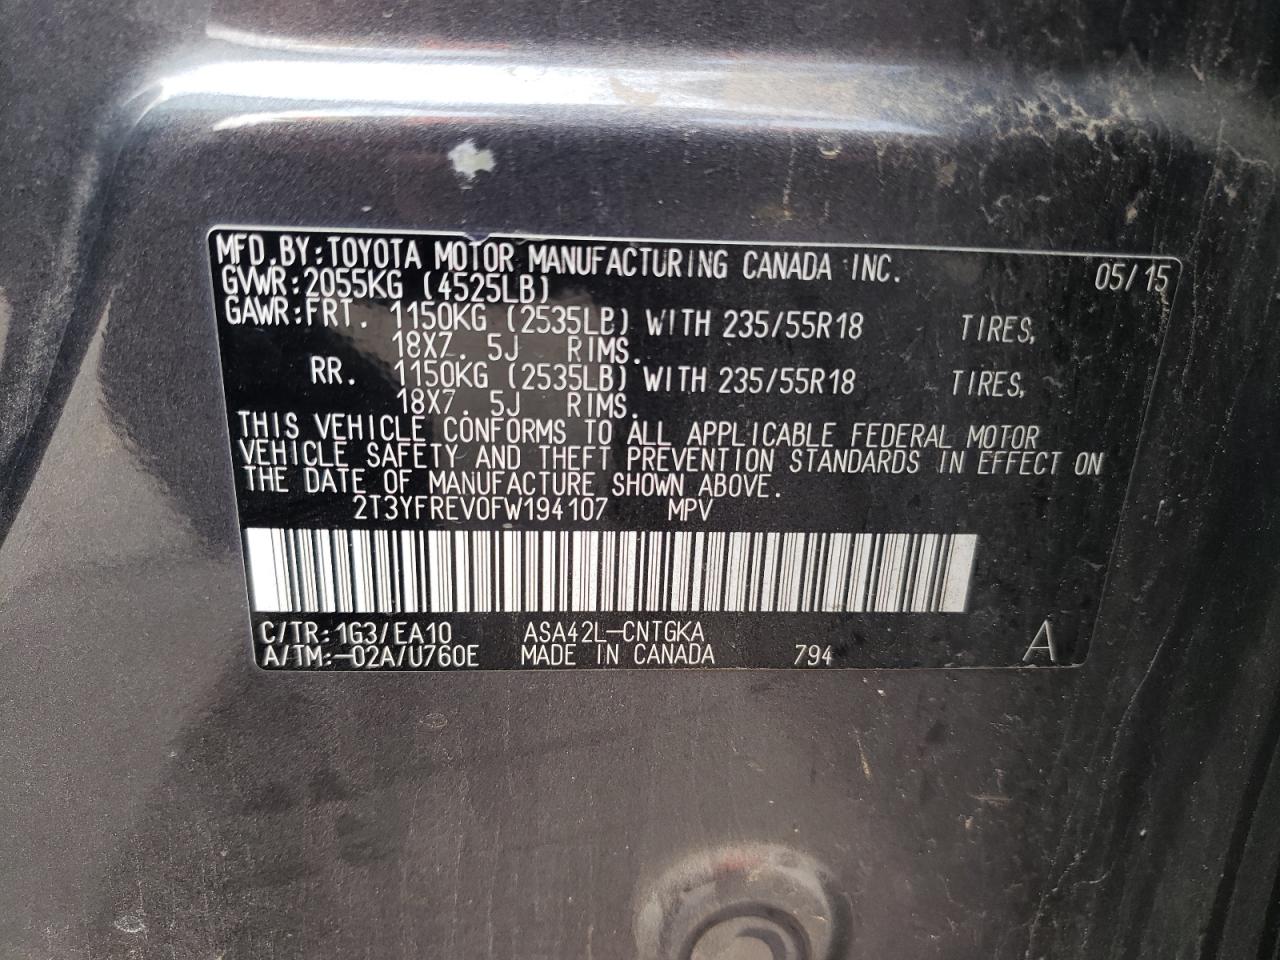 MFD.BY:TOYOTA MOTOR MANUFACTURING CANADA INC. 05/15
GVWR:2055KG (4525LB)
GAWR:FRT. 1150KG (2535LB) WITH 235/55R18 TIRES,
18X7. 5J RIMS.
RR. 1150KG (2535LB) WITH 235/55R18 TIRES,
18X7. 5J RIMS.
THIS VEHICLE CONFORMS TO ALL APPLICABLE FEDERAL MOTOR
VEHICLE SAFETY AND THEFT PREVENTION STANDARDS IN EFFECT ON
THE DATE OF MANUFACTURE SHOWN ABOVE.
2T3YFREV0FW194107 MPV
C/TR:1G3/EA10 ASA42L-CNTGKA
A/TM:-02A/U760E MADE IN CANADA 794 A